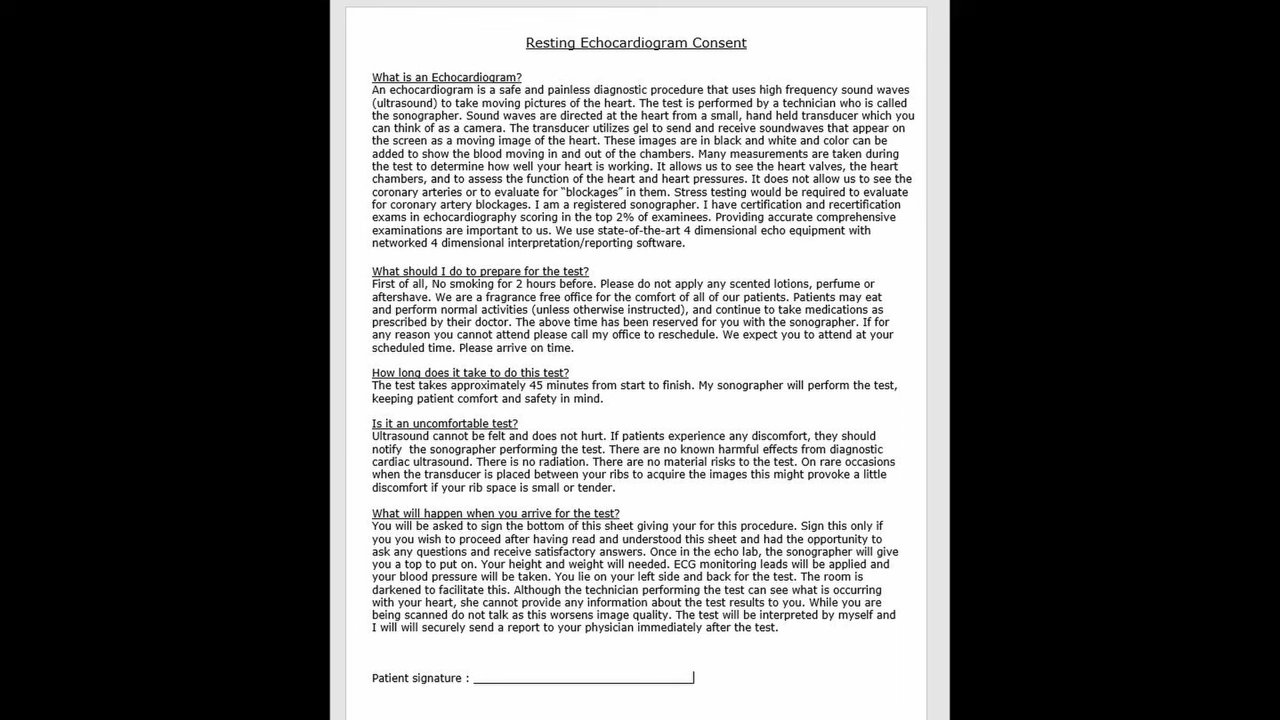 Resting Echocardiogram Consent
What is an Echocardiogram?
An echocardiogram is a safe and painless diagnostic procedure that uses high frequency sound waves
(ultrasound) to take moving pictures of the heart. The test is performed by a technician who is called
the sonographer. Sound waves are directed at the heart from a small, hand held transducer which you
can think of as a camera. The transducer utilizes gel to send and receive soundwaves that appear on
the screen as a moving image of the heart. These images are in black and white and color can be
added to show the blood moving in and out of the chambers. Many measurements are taken during
the test to determine how well your heart is working. It allows us to see the heart valves, the heart
chambers, and to assess the function of the heart and heart pressures. It does not allow us to see the
coronary arteries or to evaluate for “blockages” in them. Stress testing would be required to evaluate
for coronary artery blockages. I am a registered sonographer. I have certification and recertification
exams in echocardiography scoring in the top 2% of examinees. Providing accurate comprehensive
examinations are important to us. We use state-of-the-art 4 dimensional echo equipment with
networked 4 dimensional interpretation/reporting software.
What should I do to prepare for the test?
First of all, No smoking for 2 hours before. Please do not apply any scented lotions, perfume or
aftershave. We are a fragrance free office for the comfort of all of our patients. Patients may eat
and perform normal activities (unless otherwise instructed), and continue to take medications as
prescribed by their doctor. The above time has been reserved for you with the sonographer. If for
any reason you cannot attend please call my office to reschedule. We expect you to attend at your
scheduled time. Please arrive on time.
How long does it take to do this test?
The test takes approximately 45 minutes from start to finish. My sonographer will perform the test,
keeping patient comfort and safety in mind.
Is it an uncomfortable test?
Ultrasound cannot be felt and does not hurt. If patients experience any discomfort, they should
notify  the sonographer performing the test. There are no known harmful effects from diagnostic
cardiac ultrasound. There is no radiation. There are no material risks to the test. On rare occasions
when the transducer is placed between your ribs to acquire the images this might provoke a little
discomfort if your rib space is small or tender.
What will happen when you arrive for the test?
You will be asked to sign the bottom of this sheet giving your for this procedure. Sign this only if
you you wish to proceed after having read and understood this sheet and had the opportunity to
ask any questions and receive satisfactory answers. Once in the echo lab, the sonographer will give
you a top to put on. Your height and weight will needed. ECG monitoring leads will be applied and
your blood pressure will be taken. You lie on your left side and back for the test. The room is
darkened to facilitate this. Although the technician performing the test can see what is occurring
with your heart, she cannot provide any information about the test results to you. While you are
being scanned do not talk as this worsens image quality. The test will be interpreted by myself and
I will will securely send a report to your physician immediately after the test.
Patient signature :